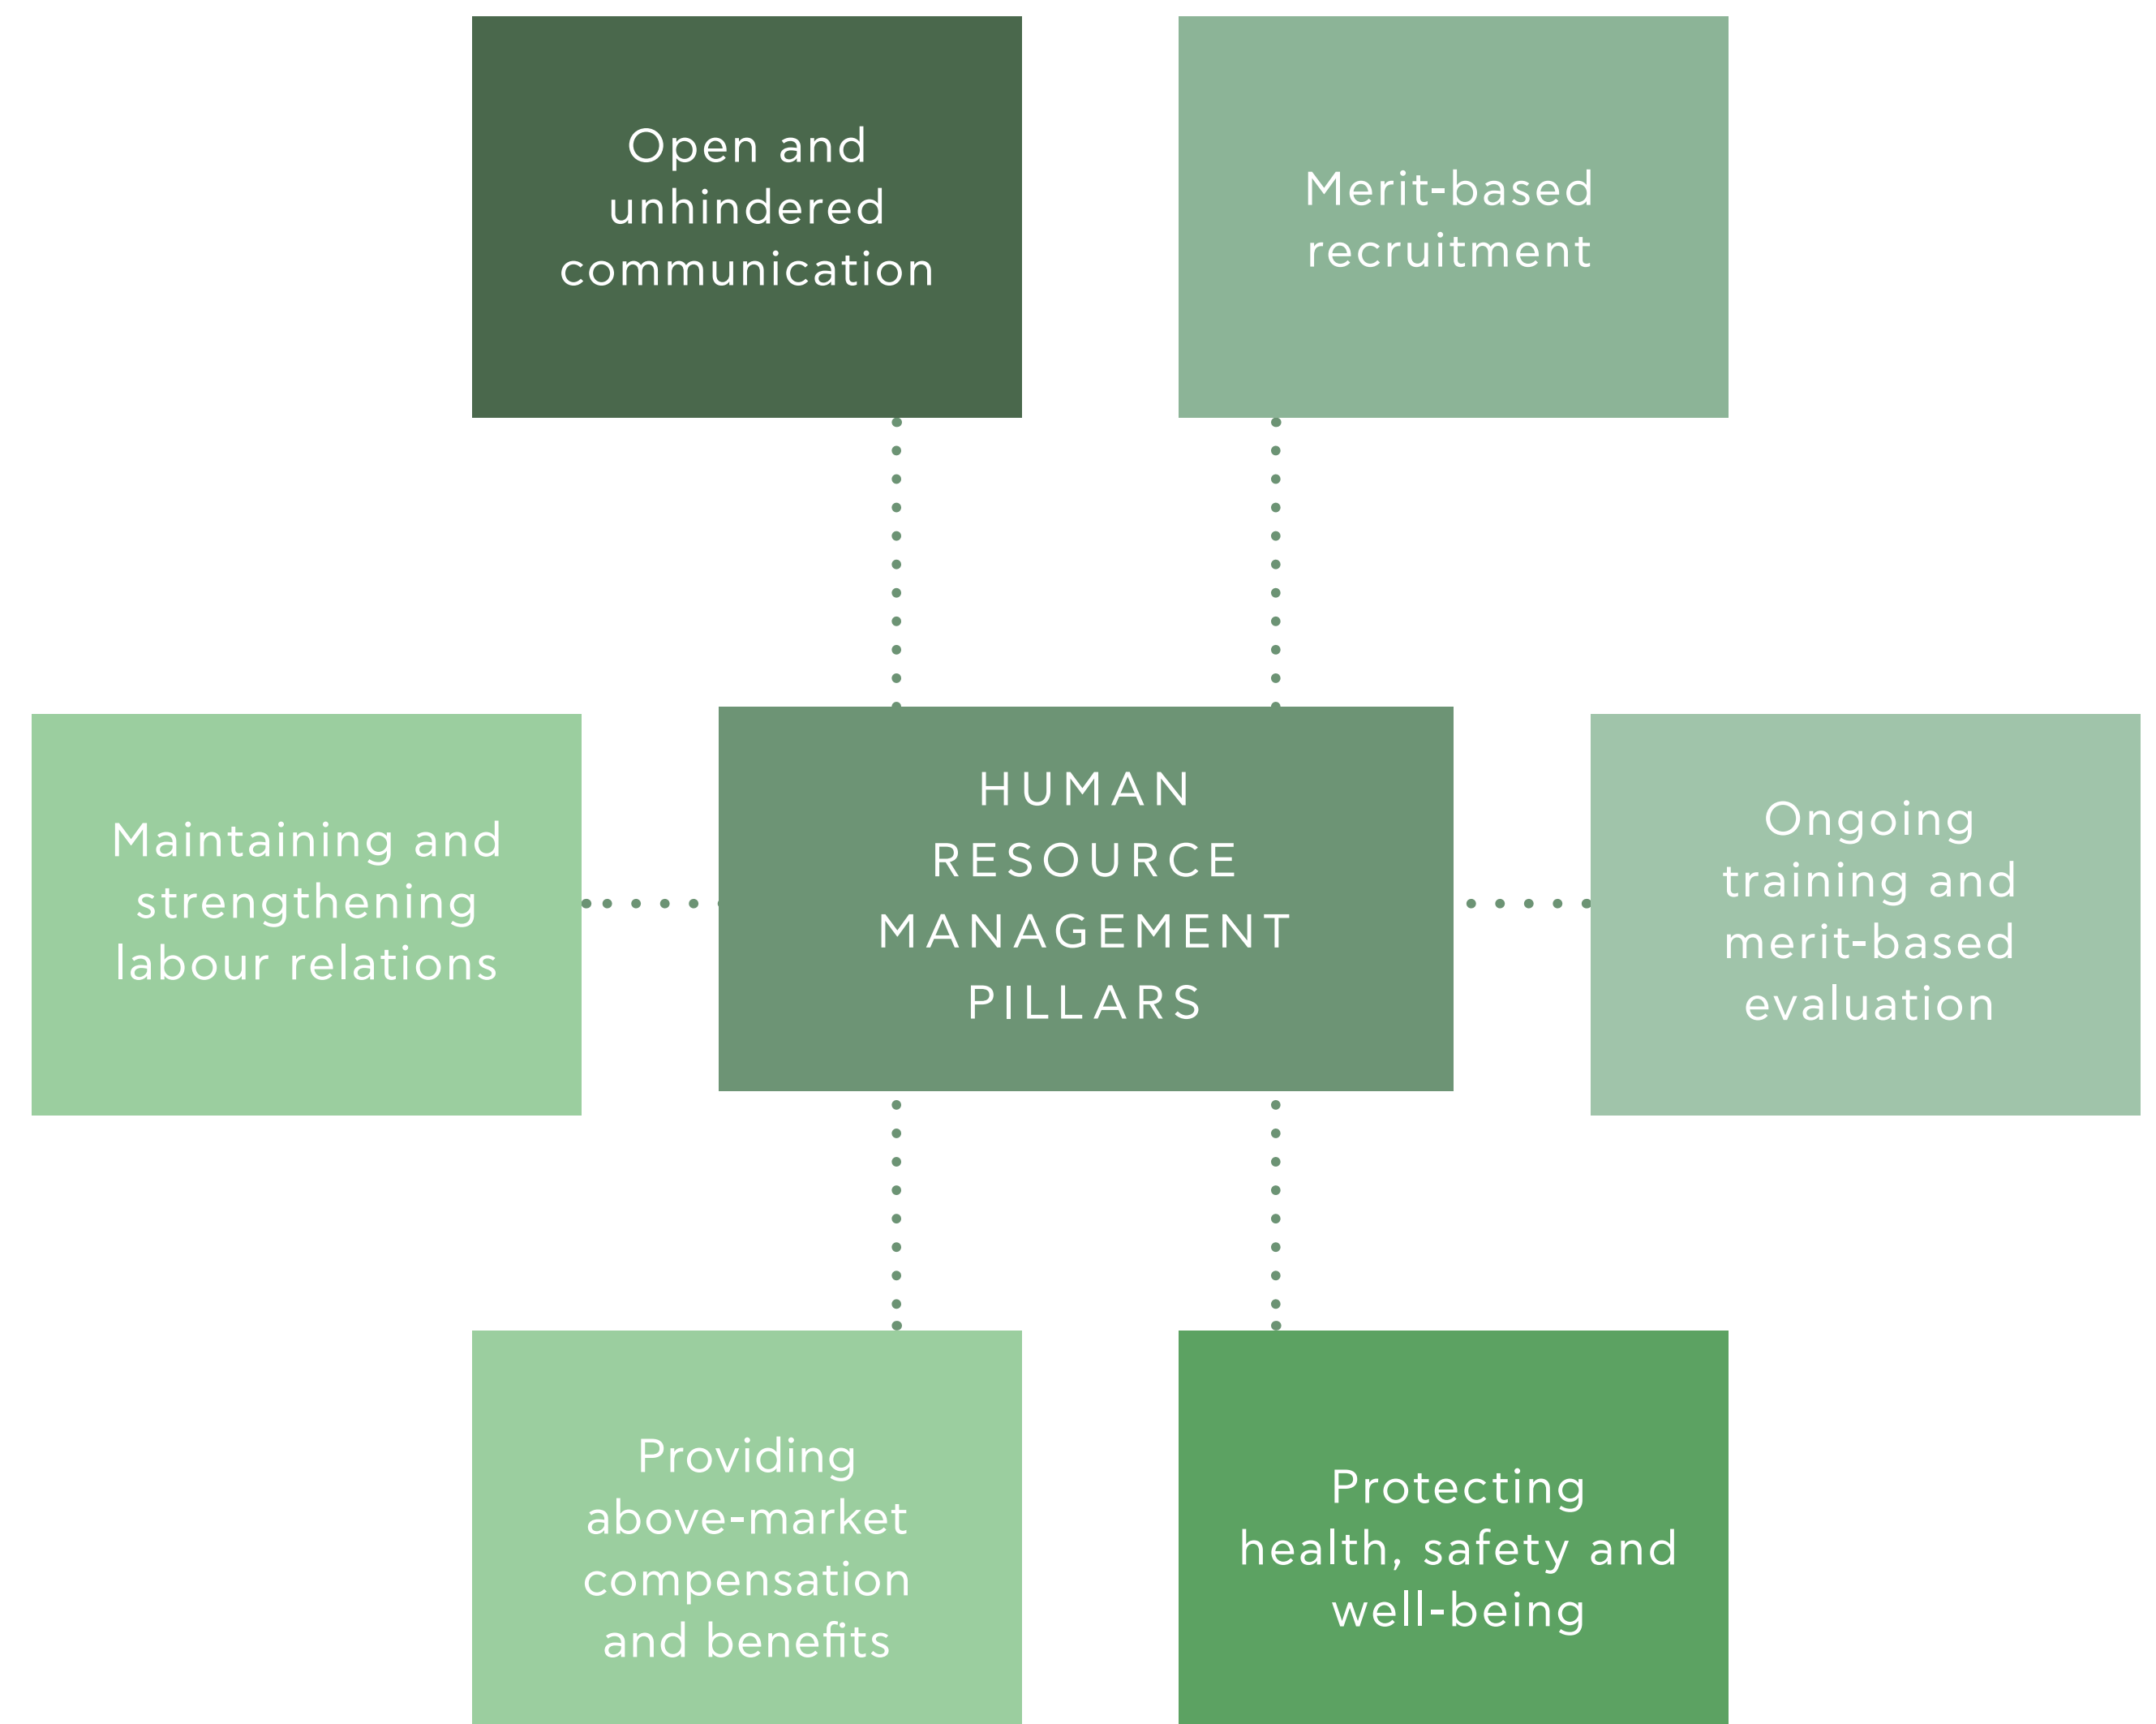 Open and
unhindered
communication
Merit-based
recruitment
Maintaining and
strengthening
labour relations
HUMAN
RESOURCE
MANAGEMENT
PILLARS
Ongoing
training and
merit-based
evaluation
Providing
above-market
compensation
and benefits
Protecting
health, safety and
well-being